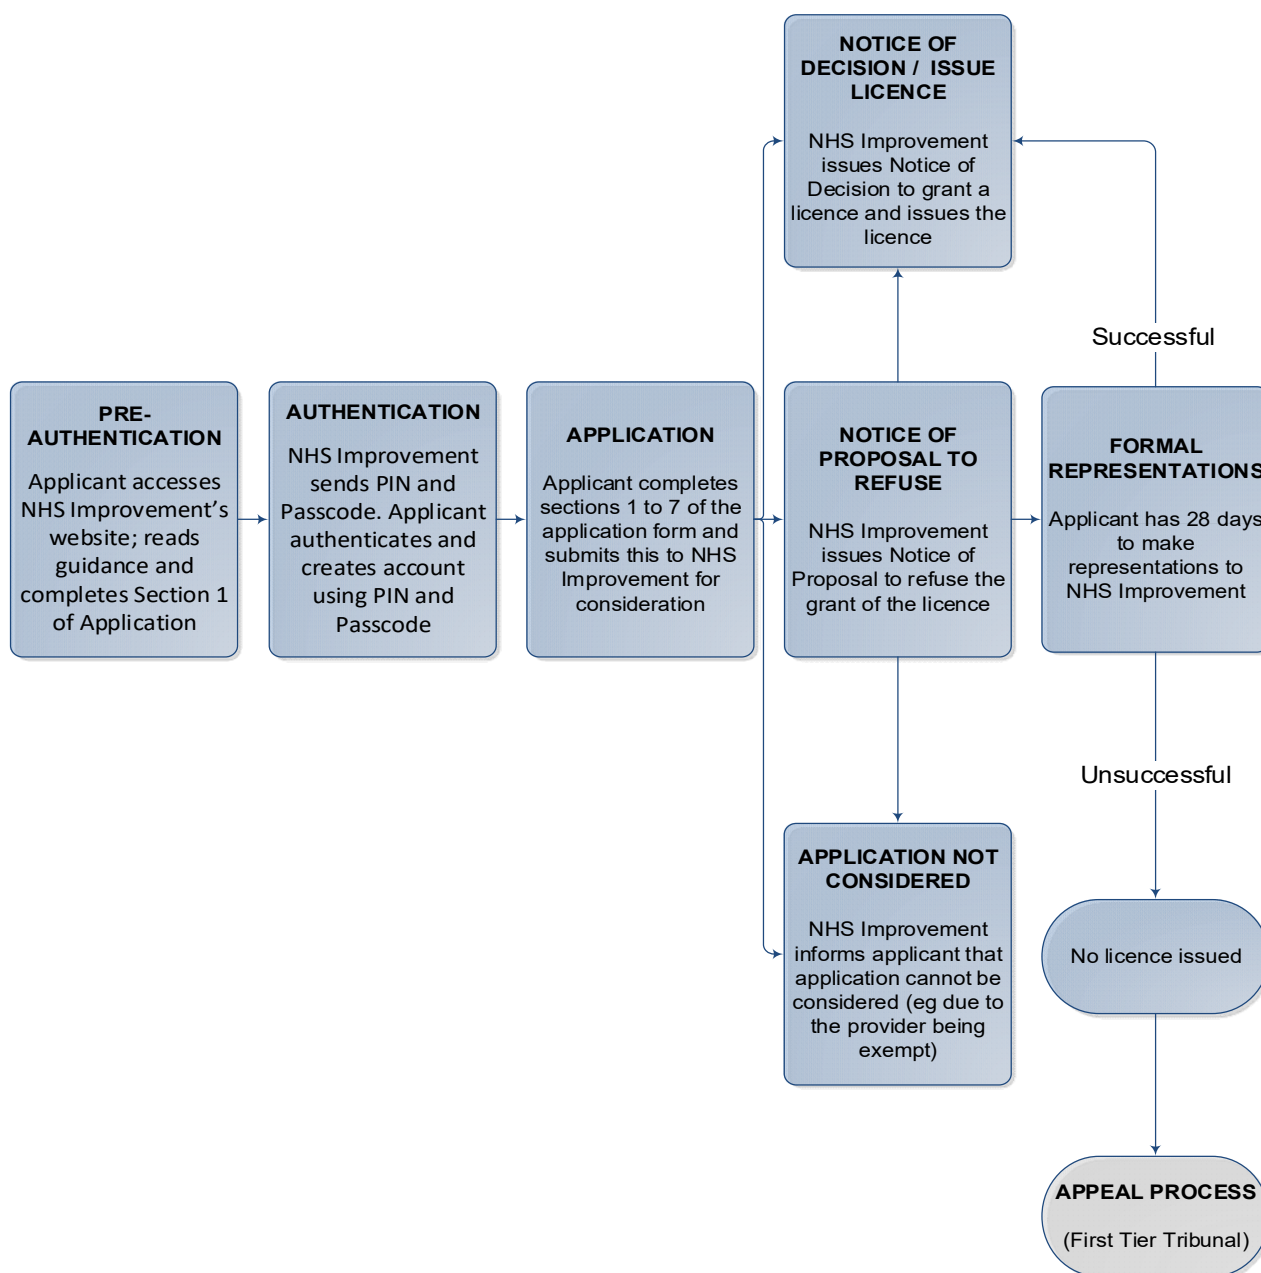 NOTICE OF
DECISION / ISSUE
LICENCE
NHS Improvement
issues Notice of
Decision to grant a
licence and issues the
licence
Successful
PRE-
AUTHENTICATION
Applicant accesses
NHS Improvement’s
website; reads
guidance and
completes Section 1
of Application
AUTHENTICATION
NHS Improvement
sends PIN and
Passcode. Applicant
authenticates and
creates account
using PIN and
Passcode
APPLICATION
Applicant completes
sections 1 to 7 of the
application form and
submits this to NHS
Improvement for
consideration
NOTICE OF
PROPOSAL TO
REFUSE
NHS Improvement
issues Notice of
Proposal to refuse the
grant of the licence
FORMAL
REPRESENTATIONS
Applicant has 28 days
to make
representations to
NHS Improvement
Unsuccessful
APPLICATION NOT
CONSIDERED
NHS Improvement
informs applicant that
application cannot be
considered (eg due to
the provider being
exempt)
No licence issued
APPEAL PROCESS
(First Tier Tribunal)